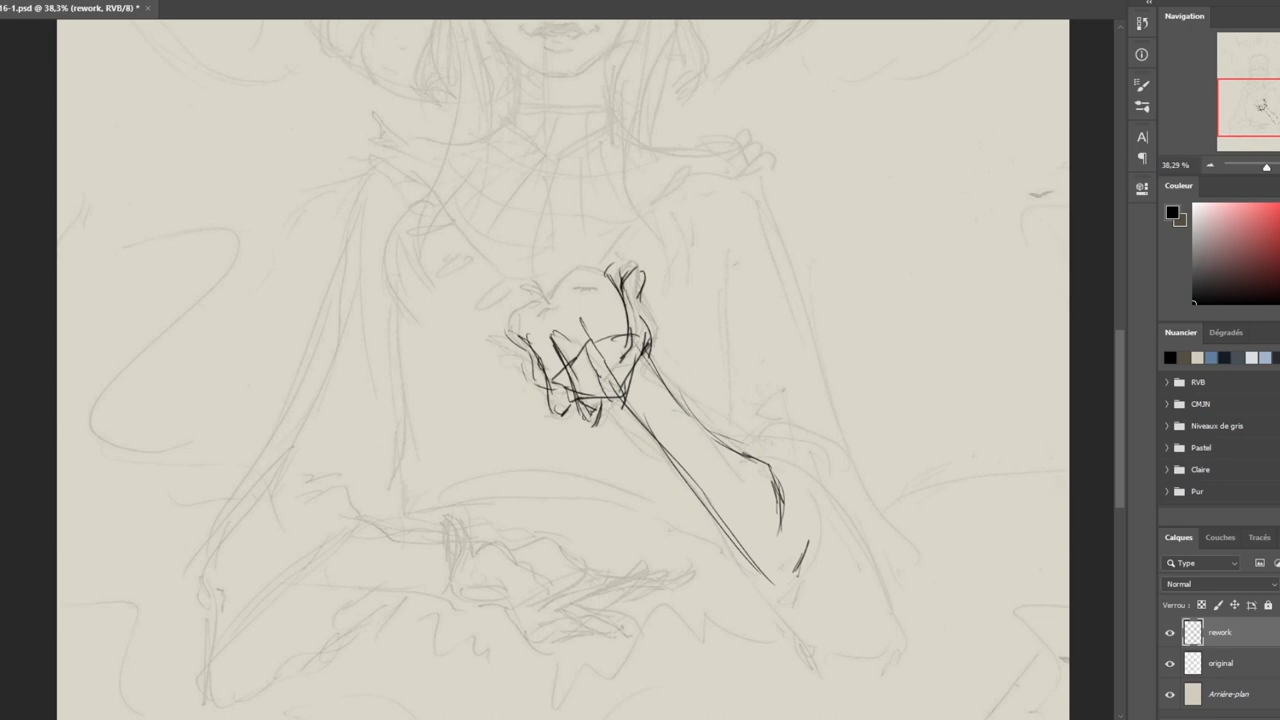 16-1.psd @ 38,3% (rework, RVB/8) * ×
Navigation
38,29 %
Couleur
Nuancier Dégradés
RVB
CMJN
Niveaux de gris
Pastel
Claire
Pur
Calques Couches Tracés
Type
Normal
Verrou :
rework
original
Arrière-plan